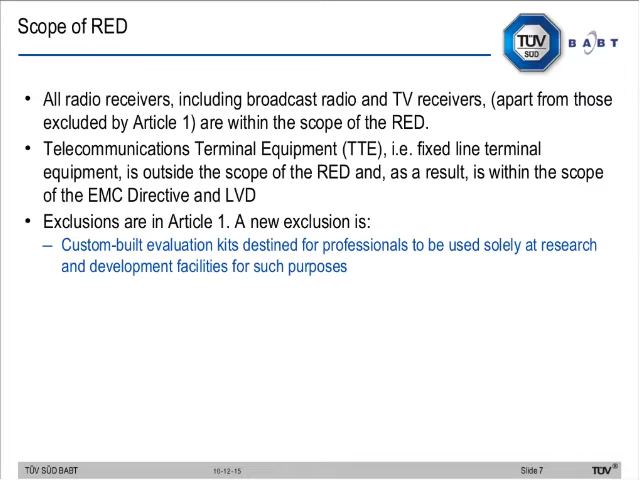 Scope of RED
TÜV
SÜD
BABT
• All radio receivers, including broadcast radio and TV receivers, (apart from those
excluded by Article 1) are within the scope of the RED.
• Telecommunications Terminal Equipment (TTE), i.e. fixed line terminal
equipment, is outside the scope of the RED and, as a result, is within the scope
of the EMC Directive and LVD
• Exclusions are in Article 1. A new exclusion is:
– Custom-built evaluation kits destined for professionals to be used solely at research
and development facilities for such purposes
TÜV SÜD BABT 10-12-15 Slide 7 TÜV®